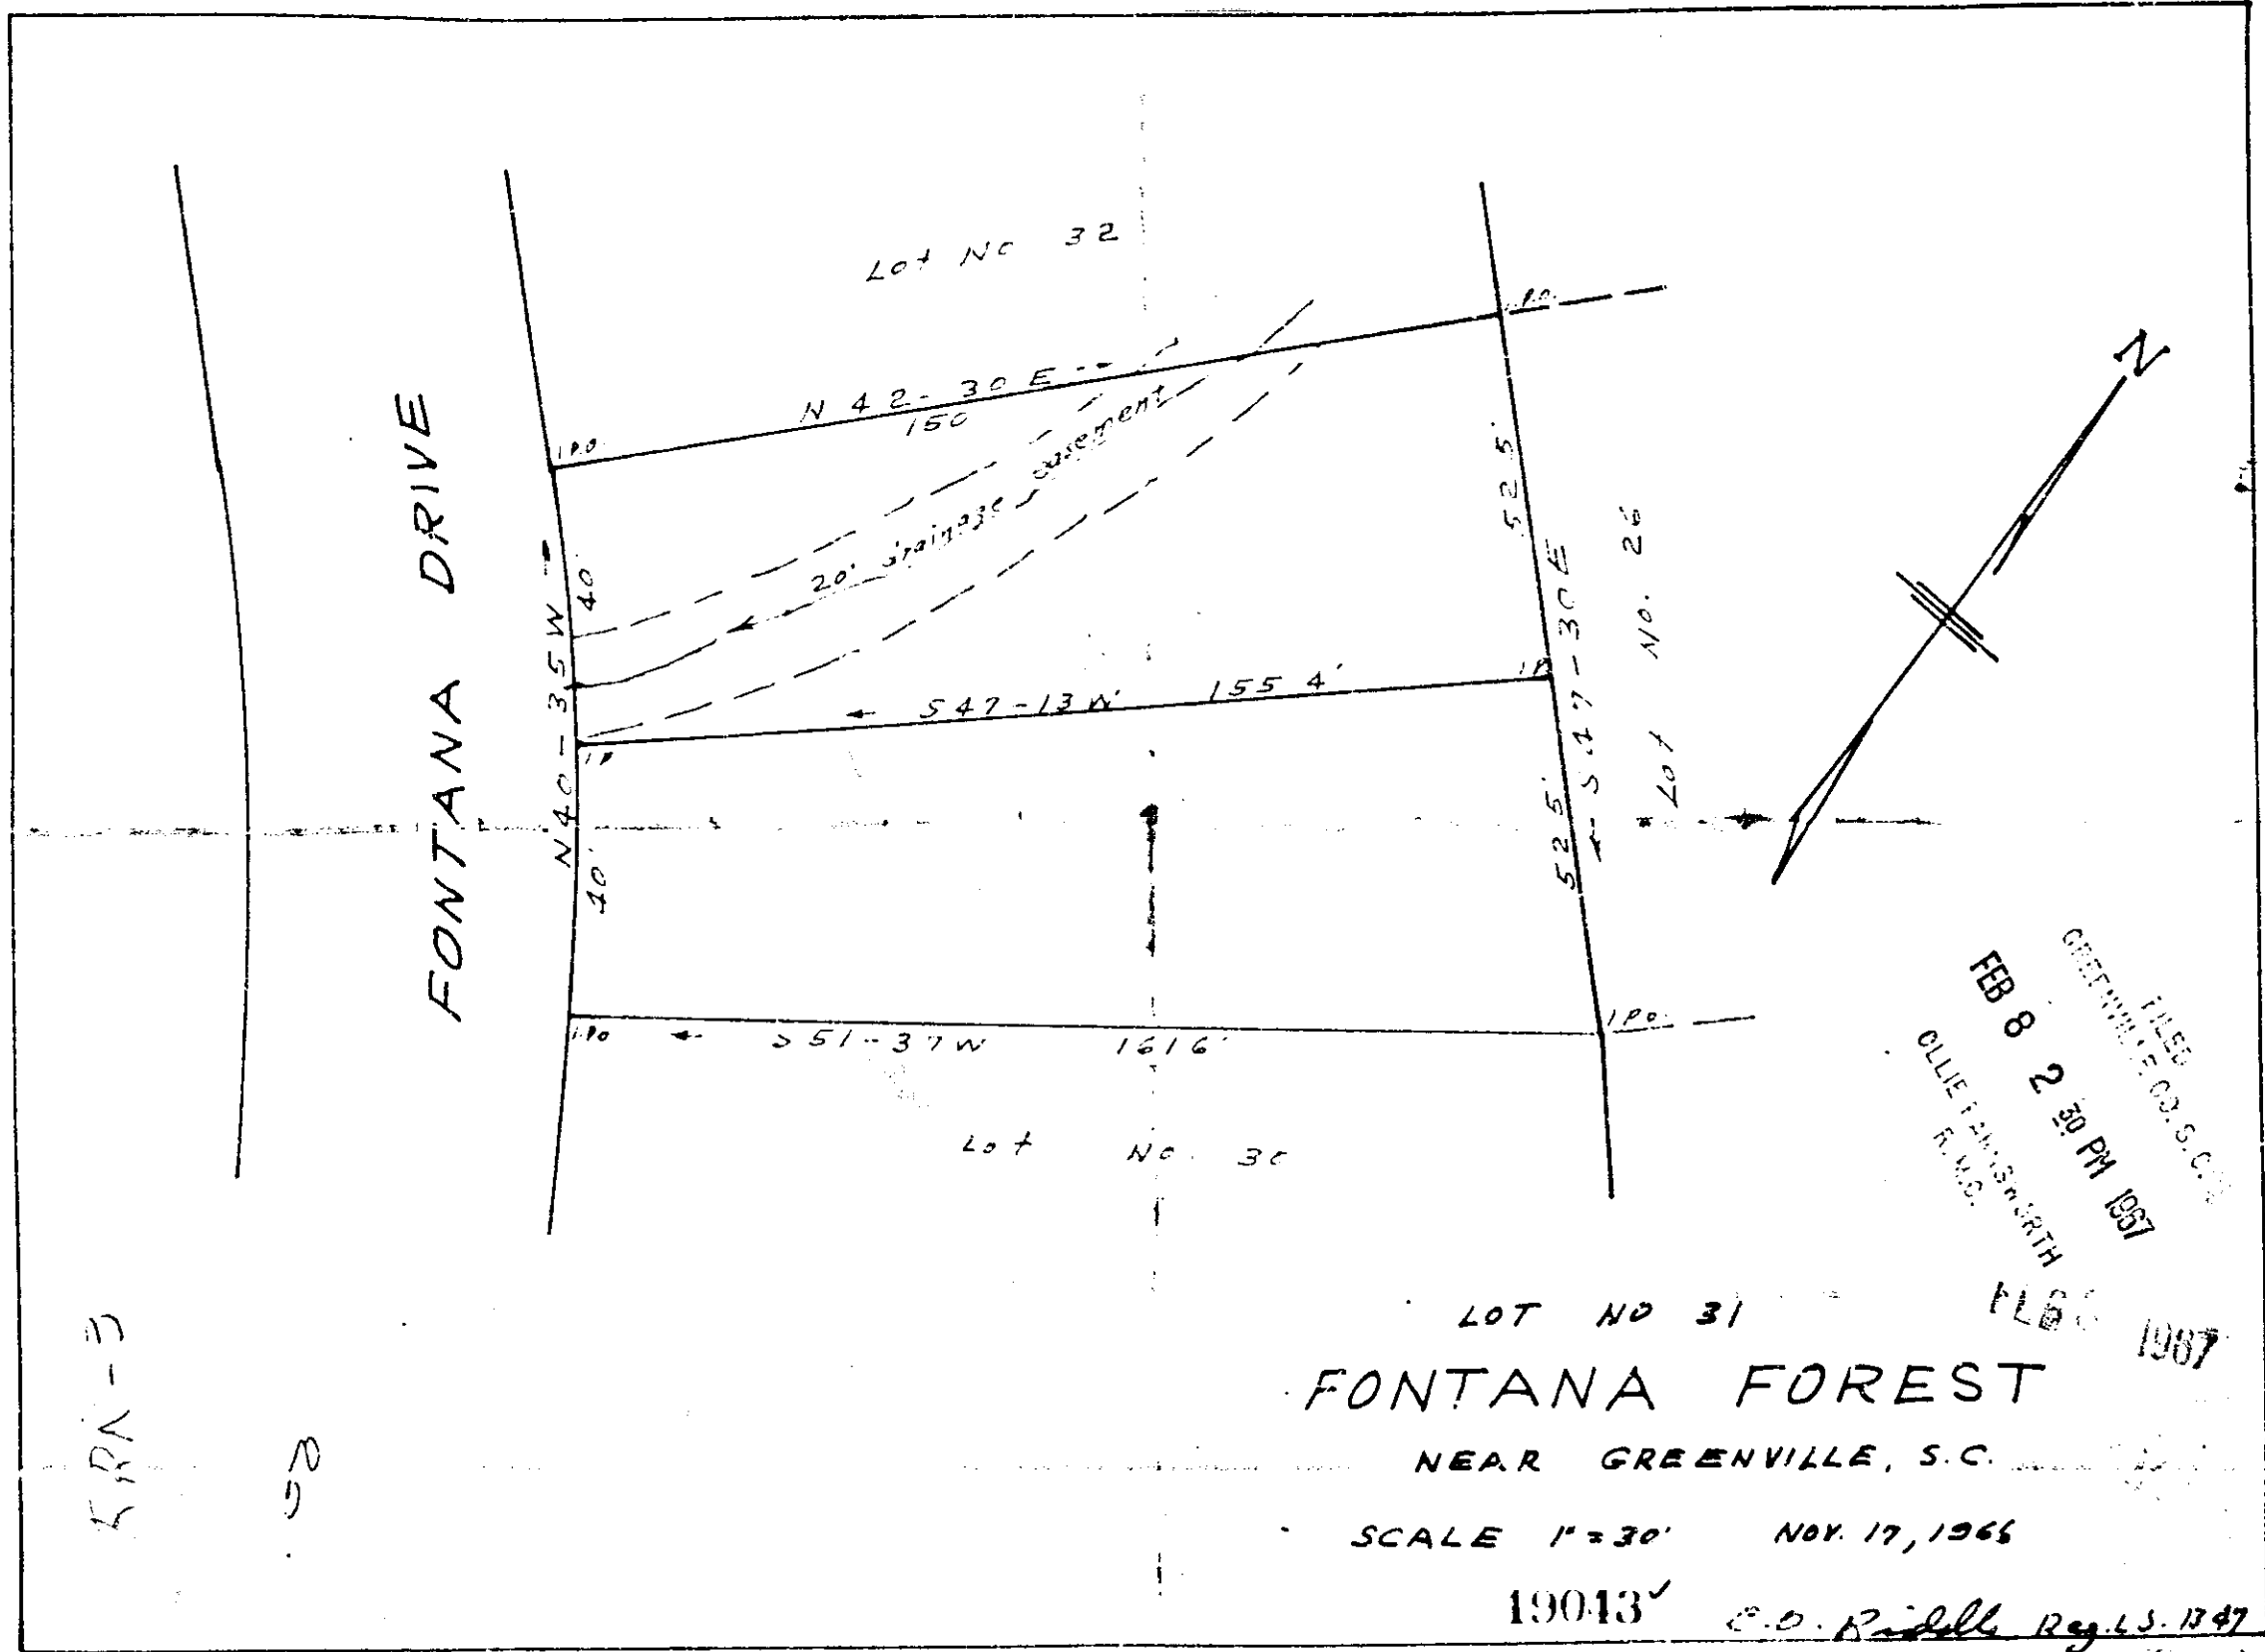 Lot No 32
I.P.O.
N 42-30 E
150
I.P.O.
20' drainage easement
FONTANA DRIVE
N 40-35 W
40'
40'
52 5'
52 5'
S 47-30 E
Lot No. 26
N
I.P.
S 47-13 W
155 4'
I.P.
I.P.O.
S 51-37 W
161 6'
I.P.O.
Lot No. 30
FILED
GREENVILLE CO. S. C.
FEB 8 2 30 PM 1967
OLLIE FARNSWORTH
R. M. C.
FEB 1967
LOT NO 31
FONTANA FOREST
NEAR GREENVILLE, S.C.
SCALE 1" = 30' NOV. 17, 1966
19043
C.O. Riddle Reg. L.S. 1347